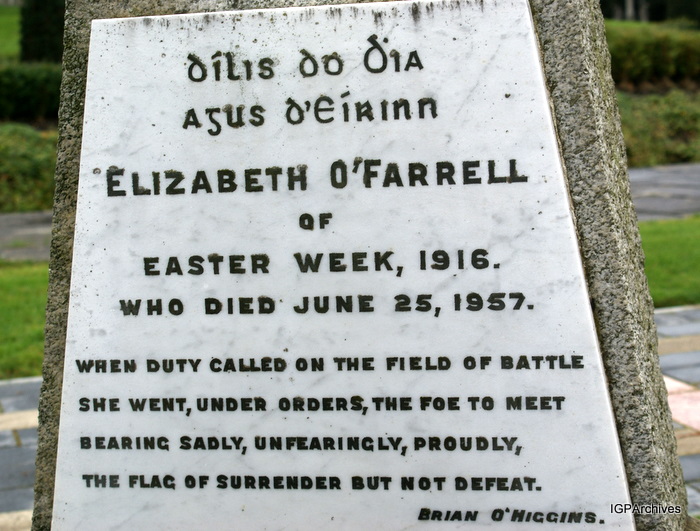 Dílis do Dia
agus d'Éirinn
ELIZABETH O'FARRELL
OF
EASTER WEEK, 1916.
WHO DIED JUNE 25, 1957.
WHEN DUTY CALLED ON THE FIELD OF BATTLE
SHE WENT, UNDER ORDERS, THE FOE TO MEET
BEARING SADLY, UNFEARINGLY, PROUDLY,
THE FLAG OF SURRENDER BUT NOT DEFEAT.
BRIAN O'HIGGINS.
IGPArchives